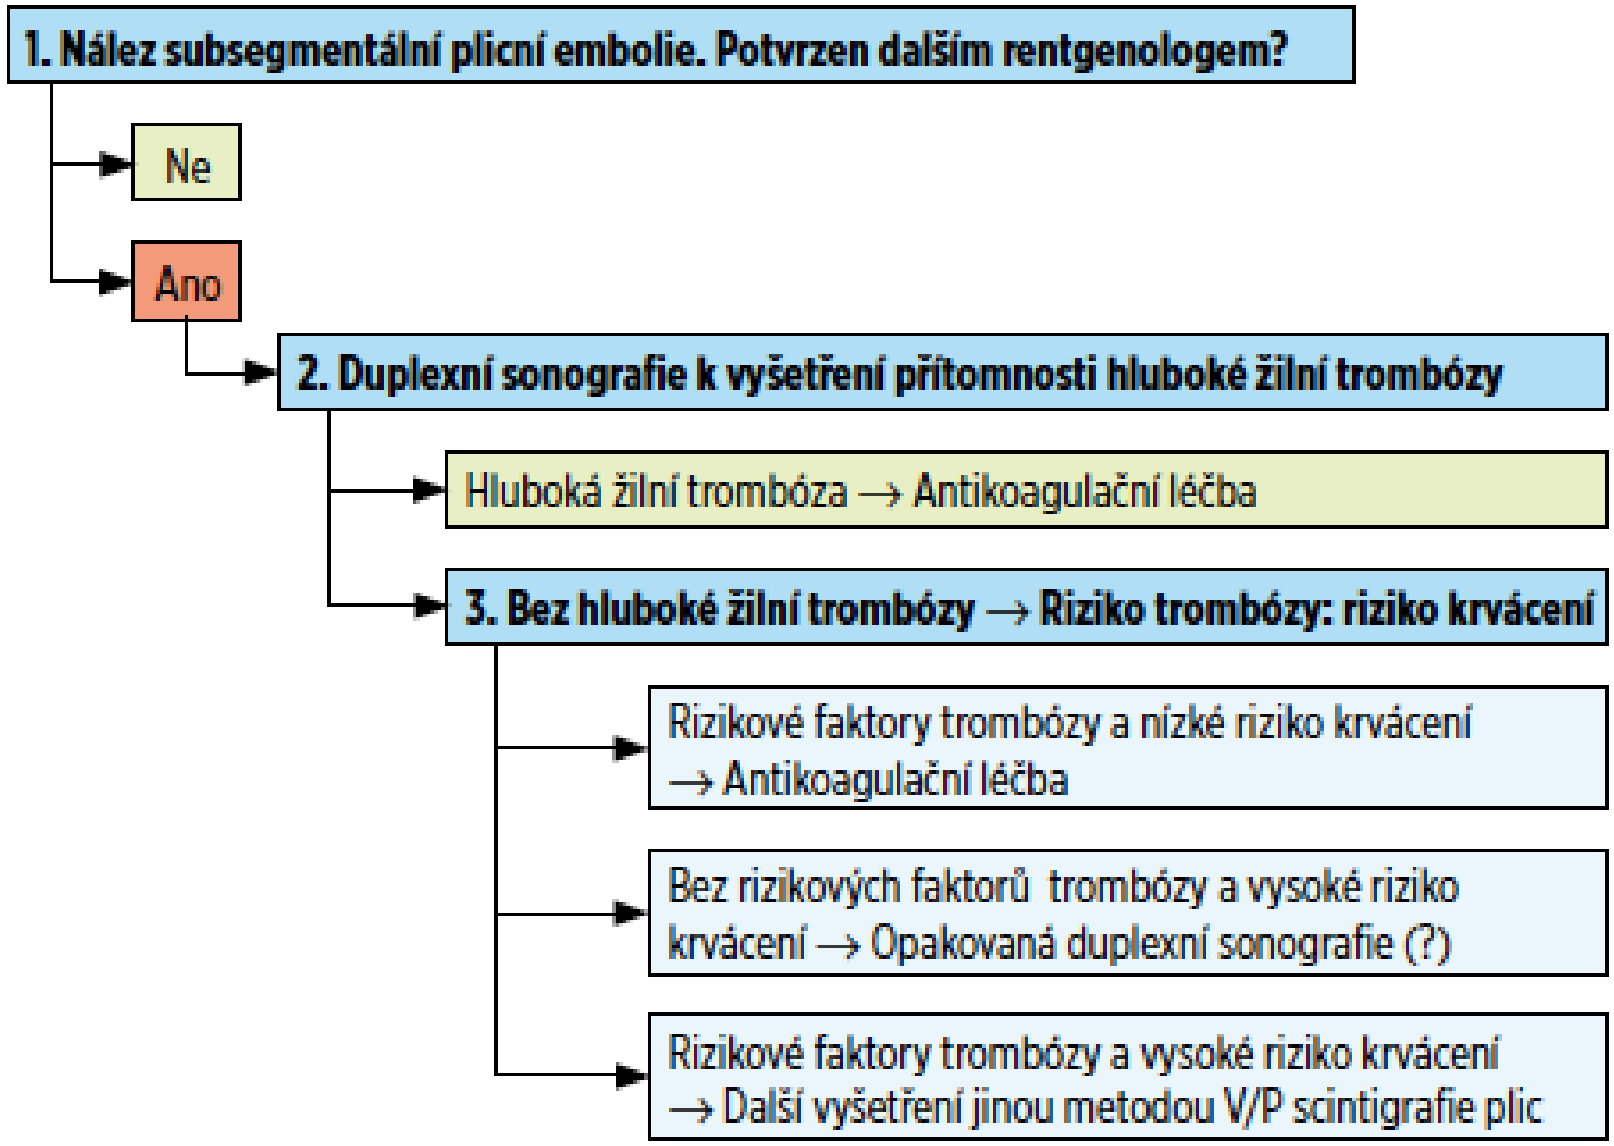 1. Nález subsegmentální plicní embolie. Potvrzen dalším rentgenologem?
Ne
Ano
2. Duplexní sonografie k vyšetření přítomnosti hluboké žilní trombózy
Hluboká žilní trombóza → Antikoagulační léčba
3. Bez hluboké žilní trombózy → Riziko trombózy: riziko krvácení
Rizikové faktory trombózy a nízké riziko krvácení
→ Antikoagulační léčba
Bez rizikových faktorů trombózy a vysoké riziko
krvácení → Opakovaná duplexní sonografie (?)
Rizikové faktory trombózy a vysoké riziko krvácení
→ Další vyšetření jinou metodou V/P scintigrafie plic